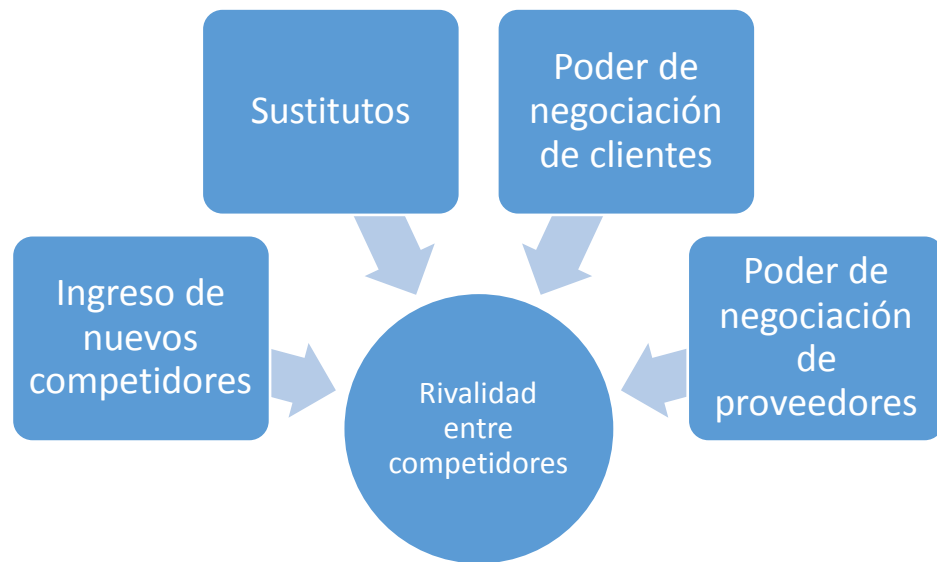 Sustitutos
Poder de
negociación
de clientes
Ingreso de
nuevos
competidores
Poder de
negociación
de
proveedores
Rivalidad
entre
competidores